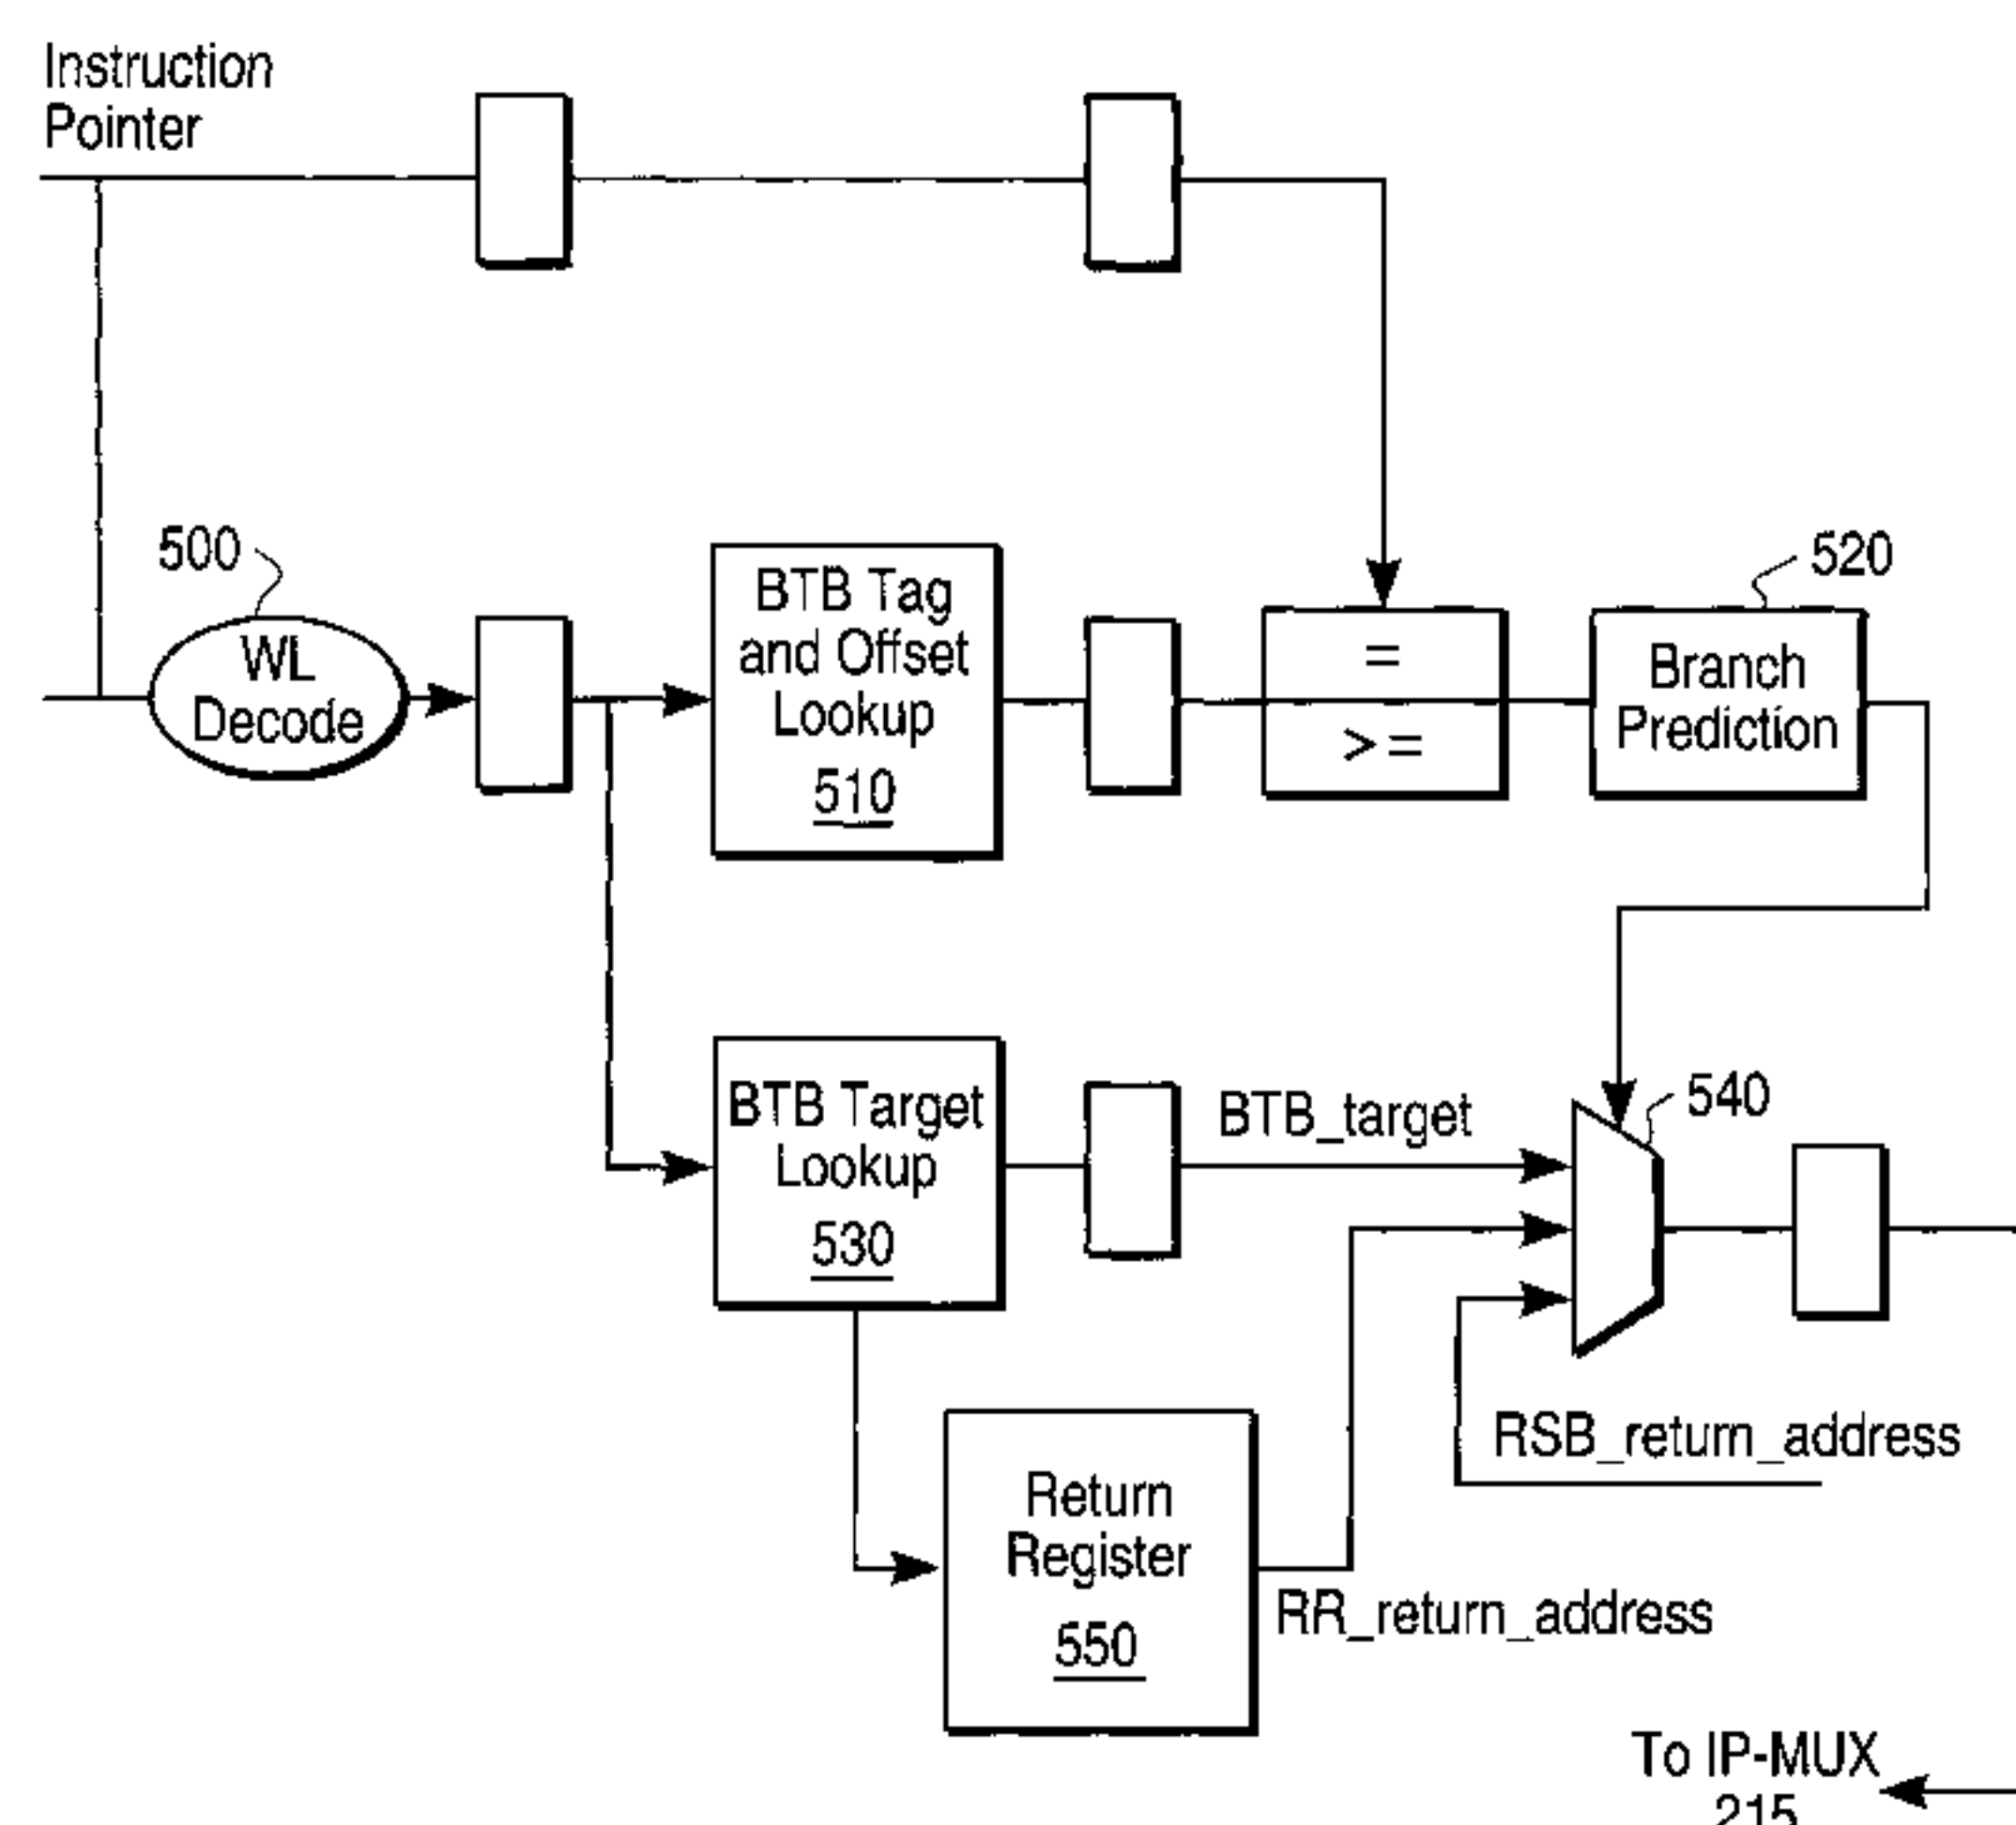 Instruction
Pointer
500
WL
Decode
BTB Tag
and Offset
Lookup
510
=
>=
520
Branch
Prediction
BTB Target
Lookup
530
BTB_target
540
RSB_return_address
Return
Register
550
RR_return_address
To IP-MUX
215